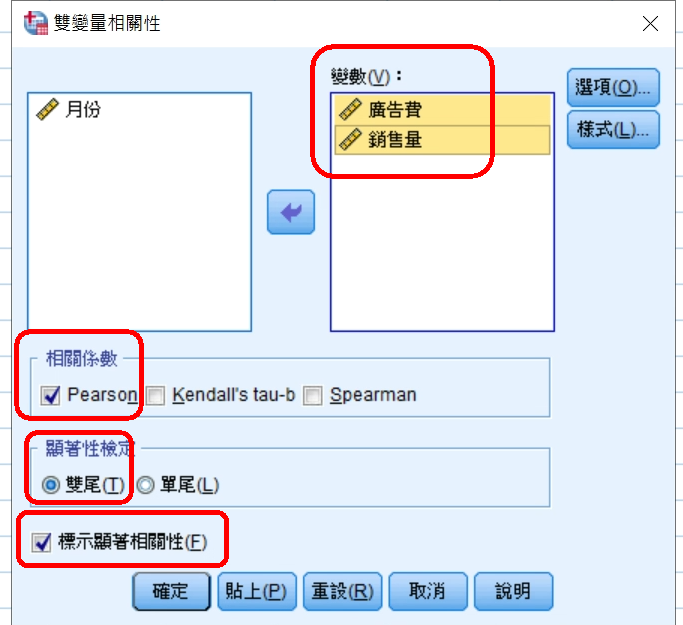 雙變量相關性
變數(V)：
月份
廣告費
銷售量
選項(O)...
樣式(L)...
相關係數
Pearson Kendall's tau-b Spearman
顯著性檢定
雙尾(T) 單尾(L)
標示顯著相關性(F)
確定 貼上(P) 重設(R) 取消 說明